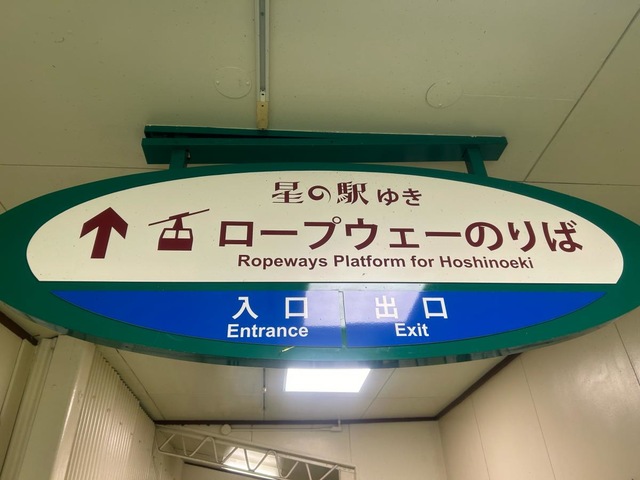 星の駅ゆき
ロープウェーのりば
Ropeways Platform for Hoshinoeki
入口 出口
Entrance Exit